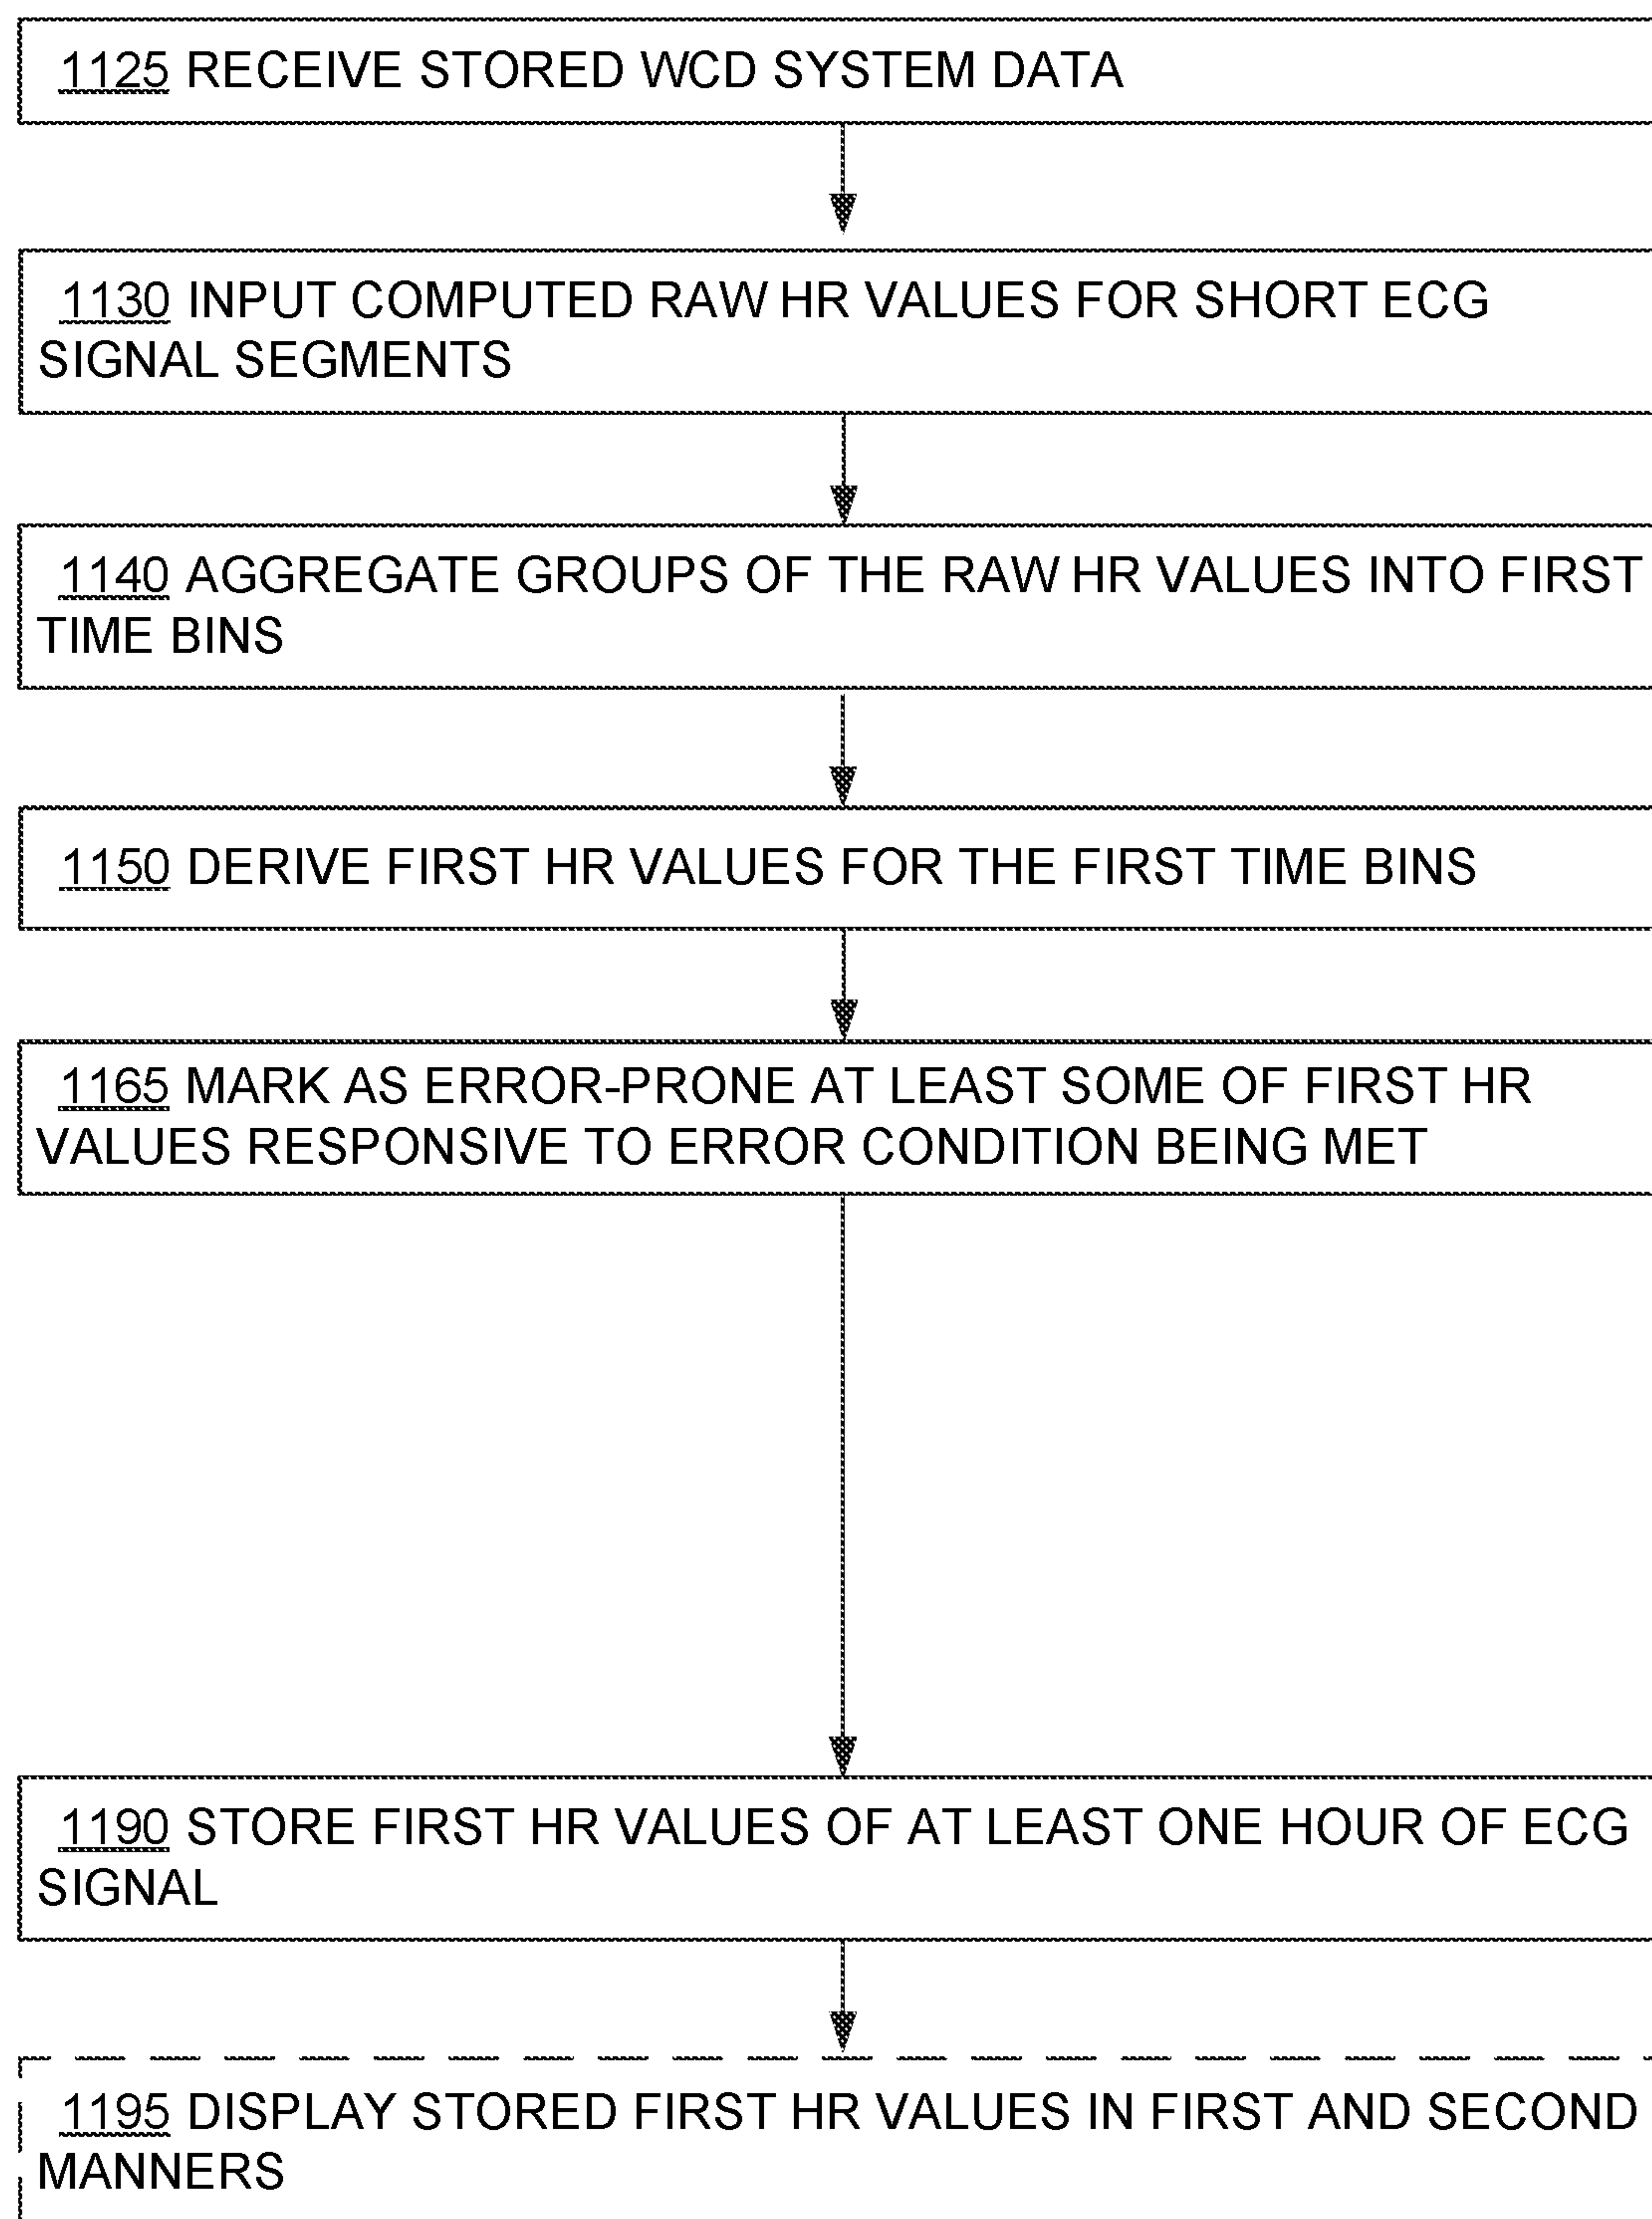 1125 RECEIVE STORED WCD SYSTEM DATA
1130 INPUT COMPUTED RAW HR VALUES FOR SHORT ECG
SIGNAL SEGMENTS
1140 AGGREGATE GROUPS OF THE RAW HR VALUES INTO FIRST
TIME BINS
1150 DERIVE FIRST HR VALUES FOR THE FIRST TIME BINS
1165 MARK AS ERROR-PRONE AT LEAST SOME OF FIRST HR
VALUES RESPONSIVE TO ERROR CONDITION BEING MET
1190 STORE FIRST HR VALUES OF AT LEAST ONE HOUR OF ECG
SIGNAL
1195 DISPLAY STORED FIRST HR VALUES IN FIRST AND SECOND
MANNERS